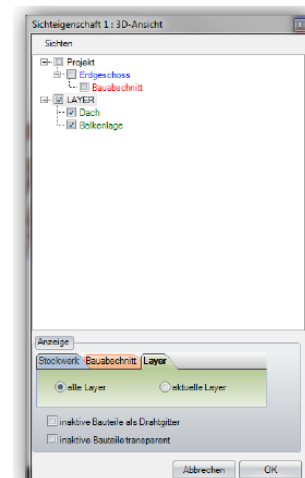 Sichteigenschaft 1 : 3D-Ansicht
Sichten
Projekt
Erdgeschoss
Bauabschnitt
LAYER
Dach
Balkenlage
Anzeige
Stockwerk Bauabschnitt Layer
alle Layer aktuelle Layer
inaktive Bauteile als Drahtgitter
inaktive Bauteile transparent
Abbrechen OK